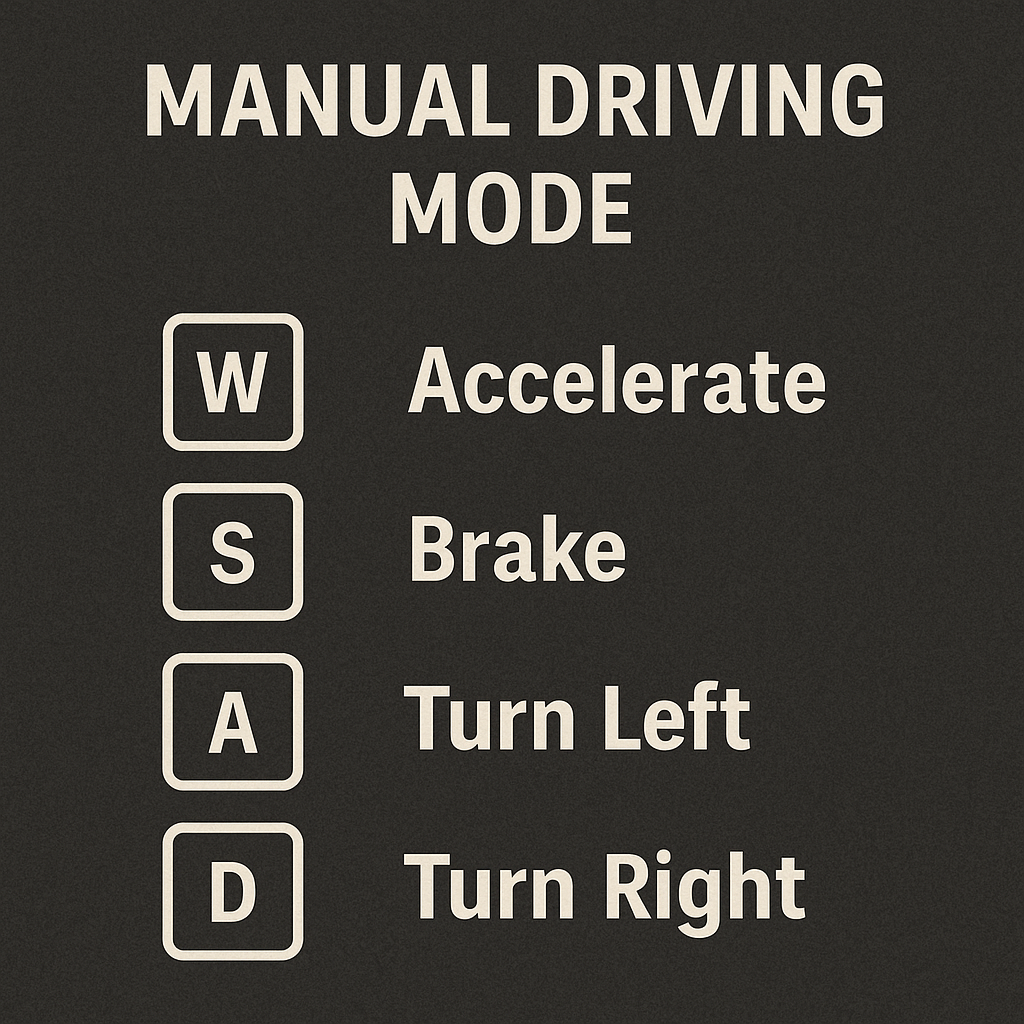 MANUAL DRIVING
MODE
W Accelerate
S Brake
A Turn Left
D Turn Right